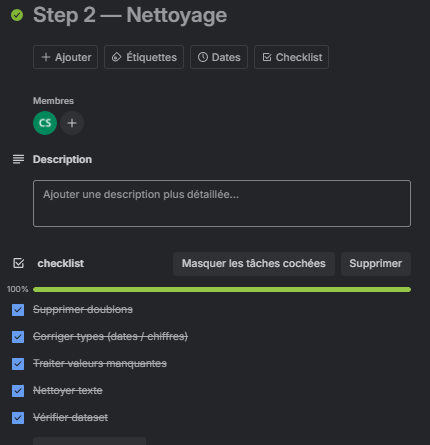 Step 2 — Nettoyage
Ajouter
Étiquettes
Dates
Checklist
Membres
CS
Description
Ajouter une description plus détaillée...
checklist
Masquer les tâches cochées
Supprimer
100%
Supprimer doublons
Corriger types (dates / chiffres)
Traiter valeurs manquantes
Nettoyer texte
Vérifier dataset